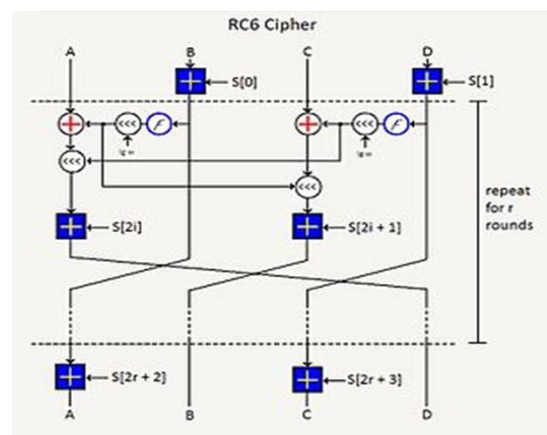 RC6 Cipher
A B C D
S[0] S[1]
<<< f <<< f
lg w lg w
<<< <<<
repeat
for r
rounds
S[2i] S[2i + 1]
S[2r + 2] S[2r + 3]
A B C D